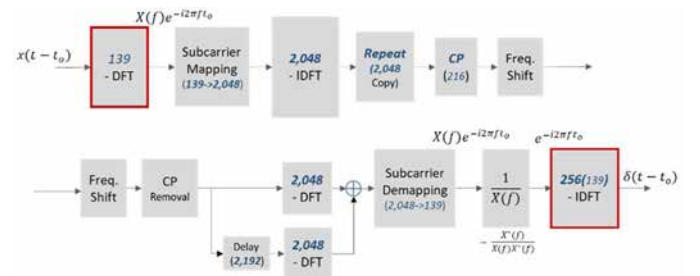 X(f)e^{-i2πft_o}
x(t-t_o)
139
- DFT
Subcarrier
Mapping
(139->2,048)
2,048
- IDFT
Repeat
(2,048
Copy)
CP
(216)
Freq.
Shift
X(f)e^{-i2πft_o}
e^{-i2πft_o}
Freq.
Shift
CP
Removal
2,048
- DFT
Subcarrier
Demapping
(2,048->139)
1
X(f)
256(139)
- IDFT
δ(t-t_o)
Delay
(2,192)
2,048
- DFT
- X*(f)
X(f)X*(f)